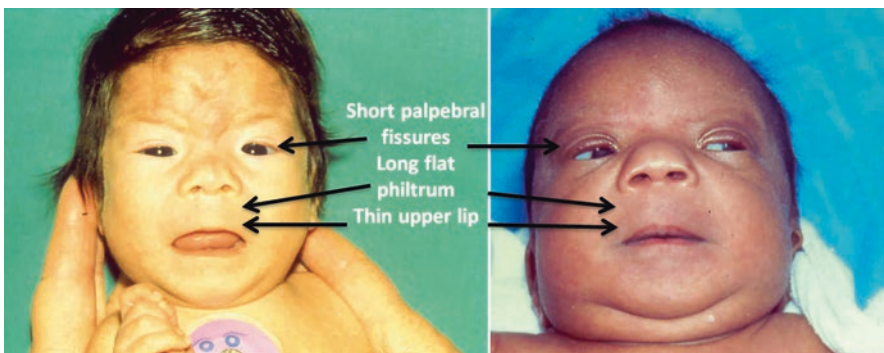 Short palpebral
fissures
Long flat
philtrum
Thin upper lip